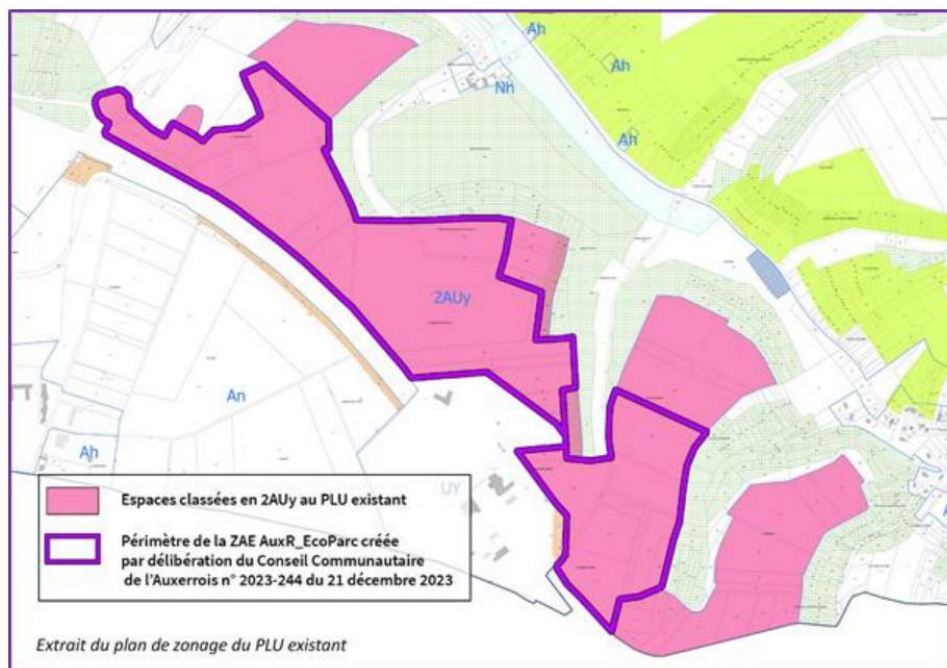 Ah
Ah
Nh
Ah
2AUy
An
Ah
UY
Espaces classées en 2AUy au PLU existant
Périmètre de la ZAE AuxR_EcoParc créée
par délibération du Conseil Communautaire
de l'Auxerrois n° 2023-244 du 21 décembre 2023
Extrait du plan de zonage du PLU existant